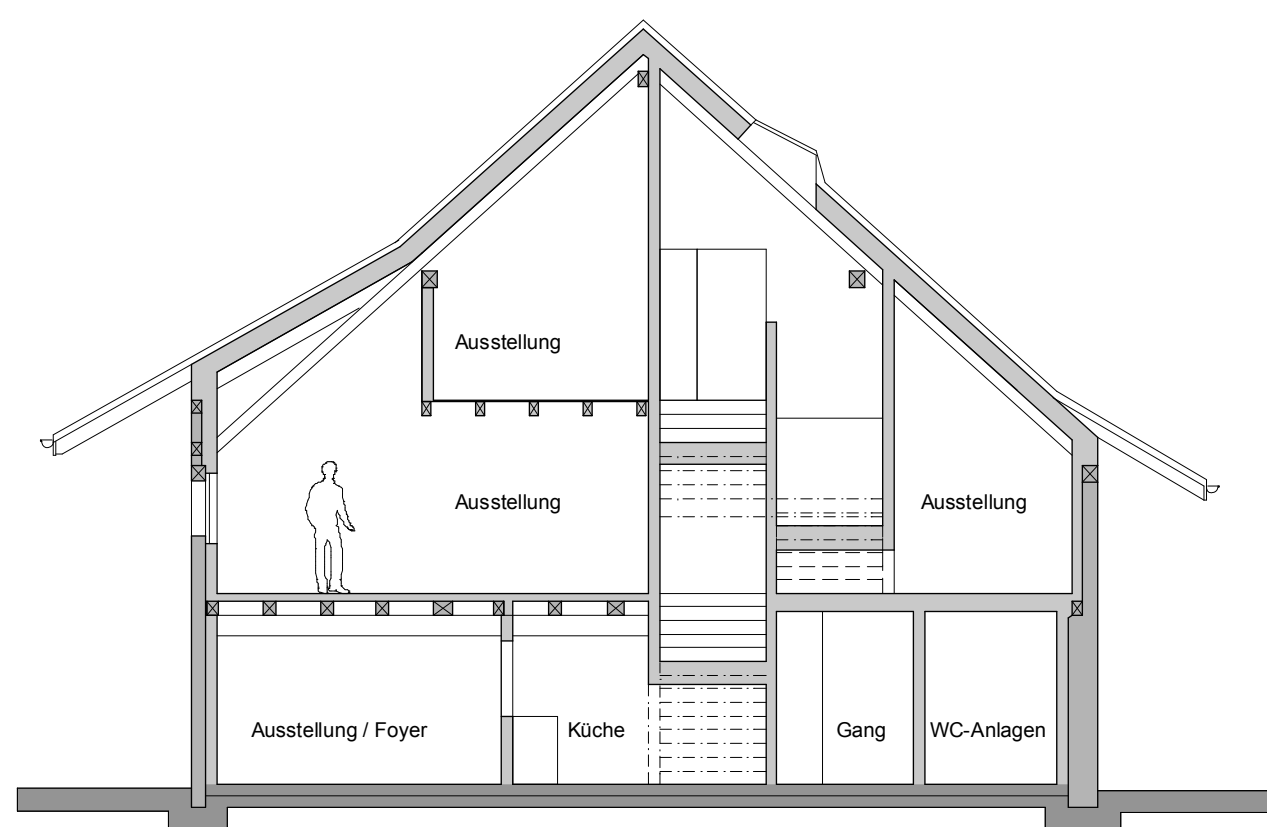 Ausstellung
Ausstellung
Ausstellung
Ausstellung / Foyer
Küche
Gang
WC-Anlagen